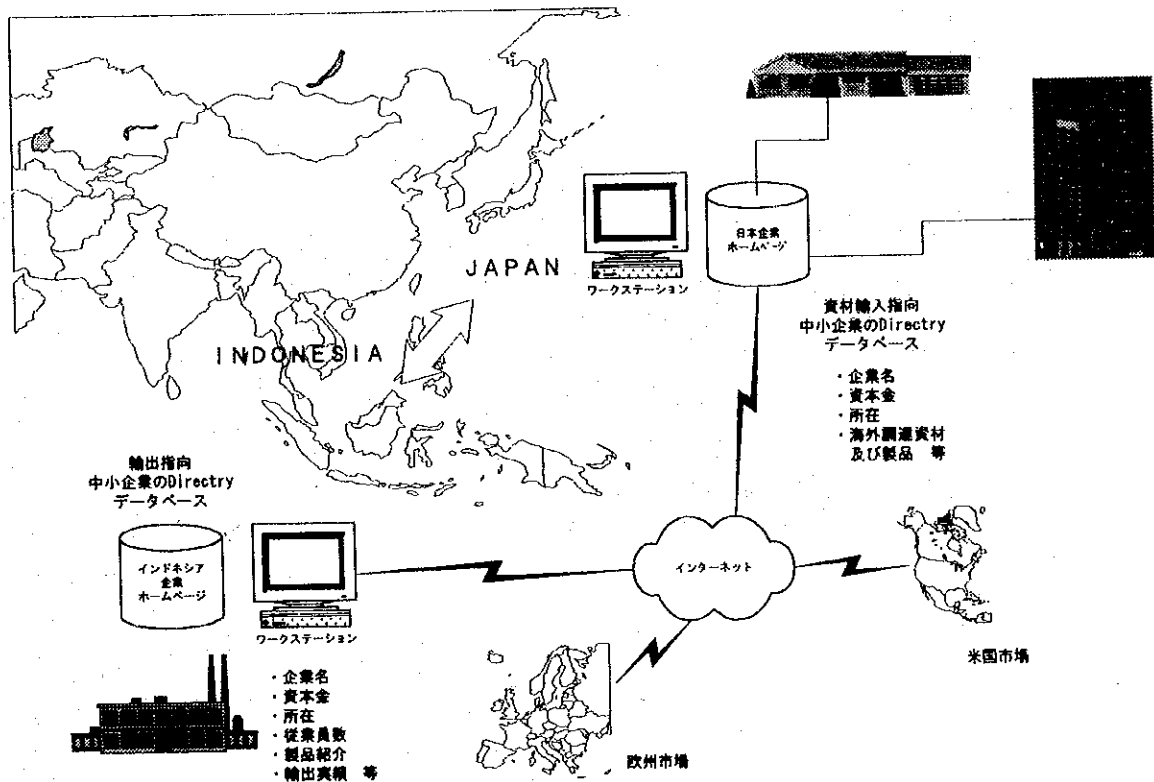 日本企業
ホームページ
JAPAN
ワークステーション
資材輸入指向
中小企業のDirectry
データベース
・企業名
・資本金
・所在
・海外調達資材
及び製品 等
INDONESIA
輸出指向
中小企業のDirectry
データベース
インドネシア
企業
ホームページ
ワークステーション
・企業名
・資本金
・所在
・従業員数
・製品紹介
・輸出実績 等
インターネット
米国市場
欧州市場